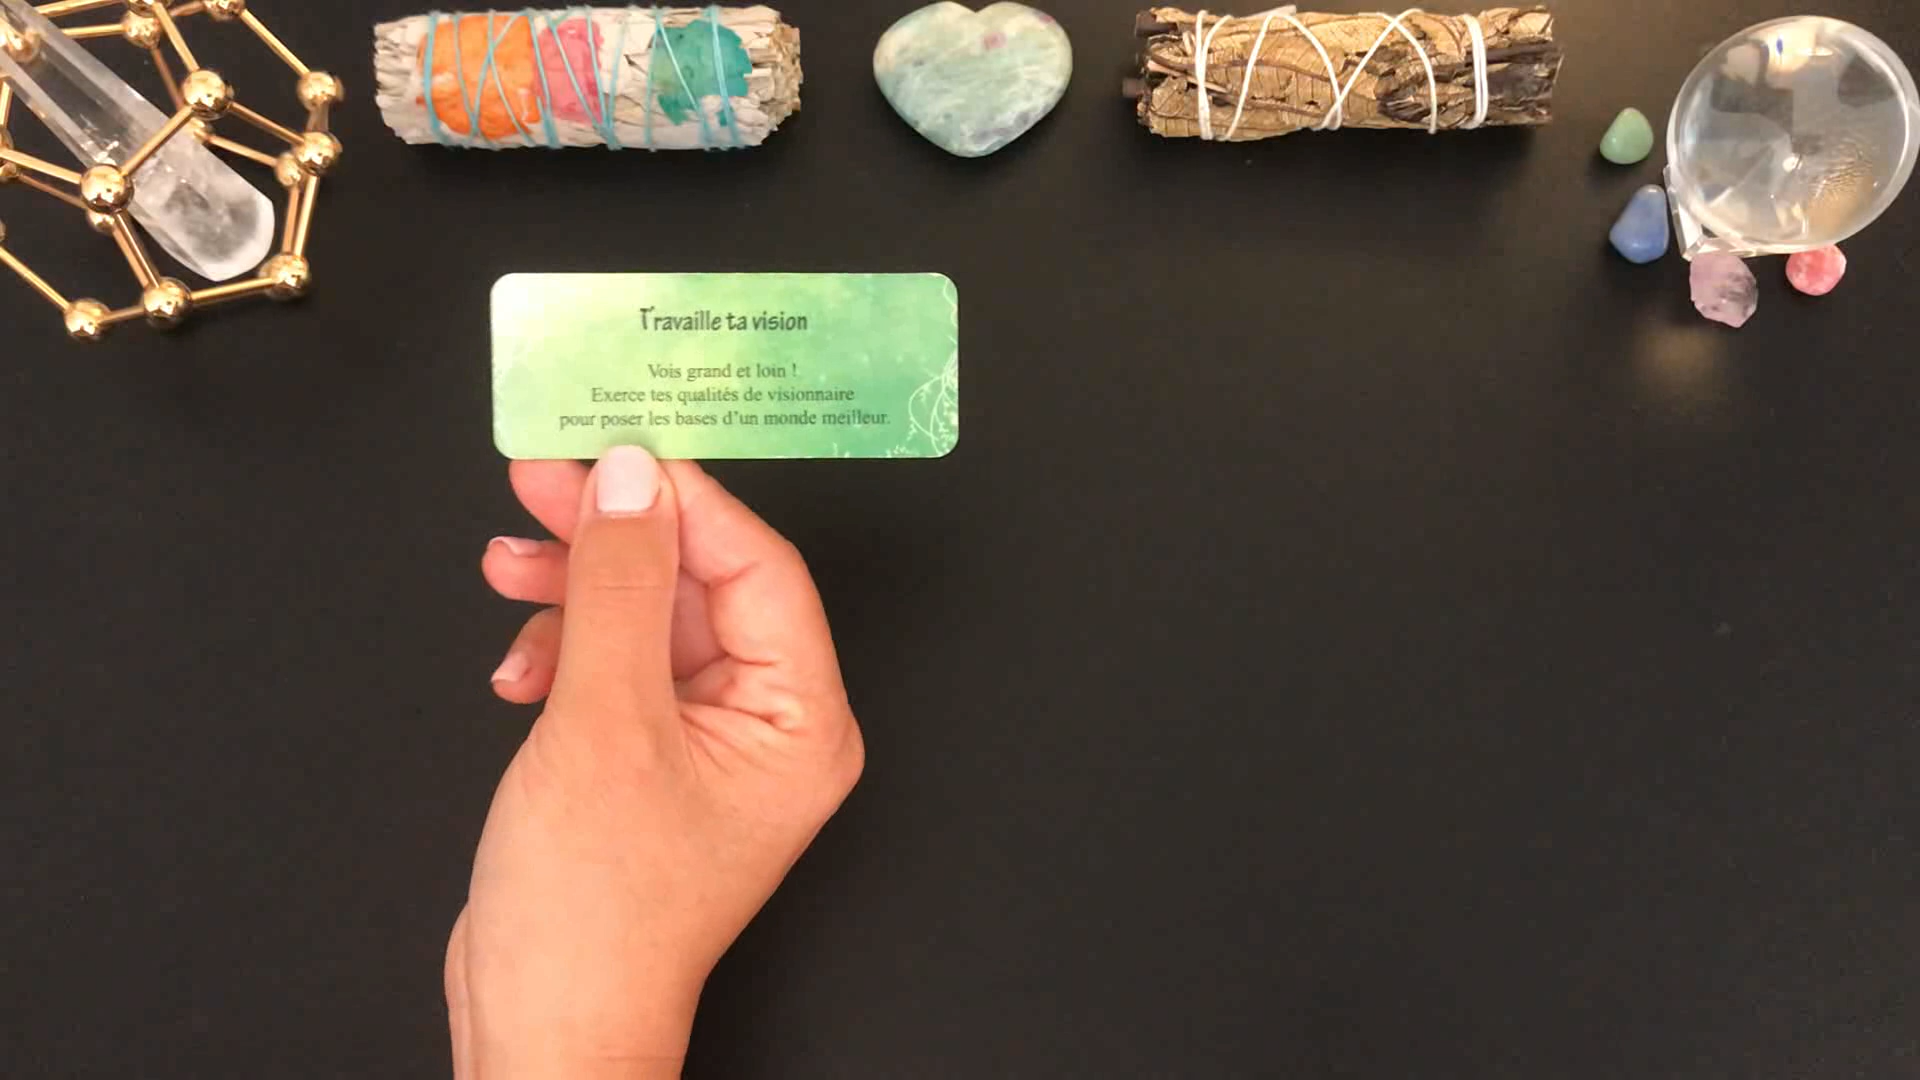 Travaille ta vision
Vois grand et loin !
Exerce tes qualités de visionnaire
pour poser les bases d'un monde meilleur.